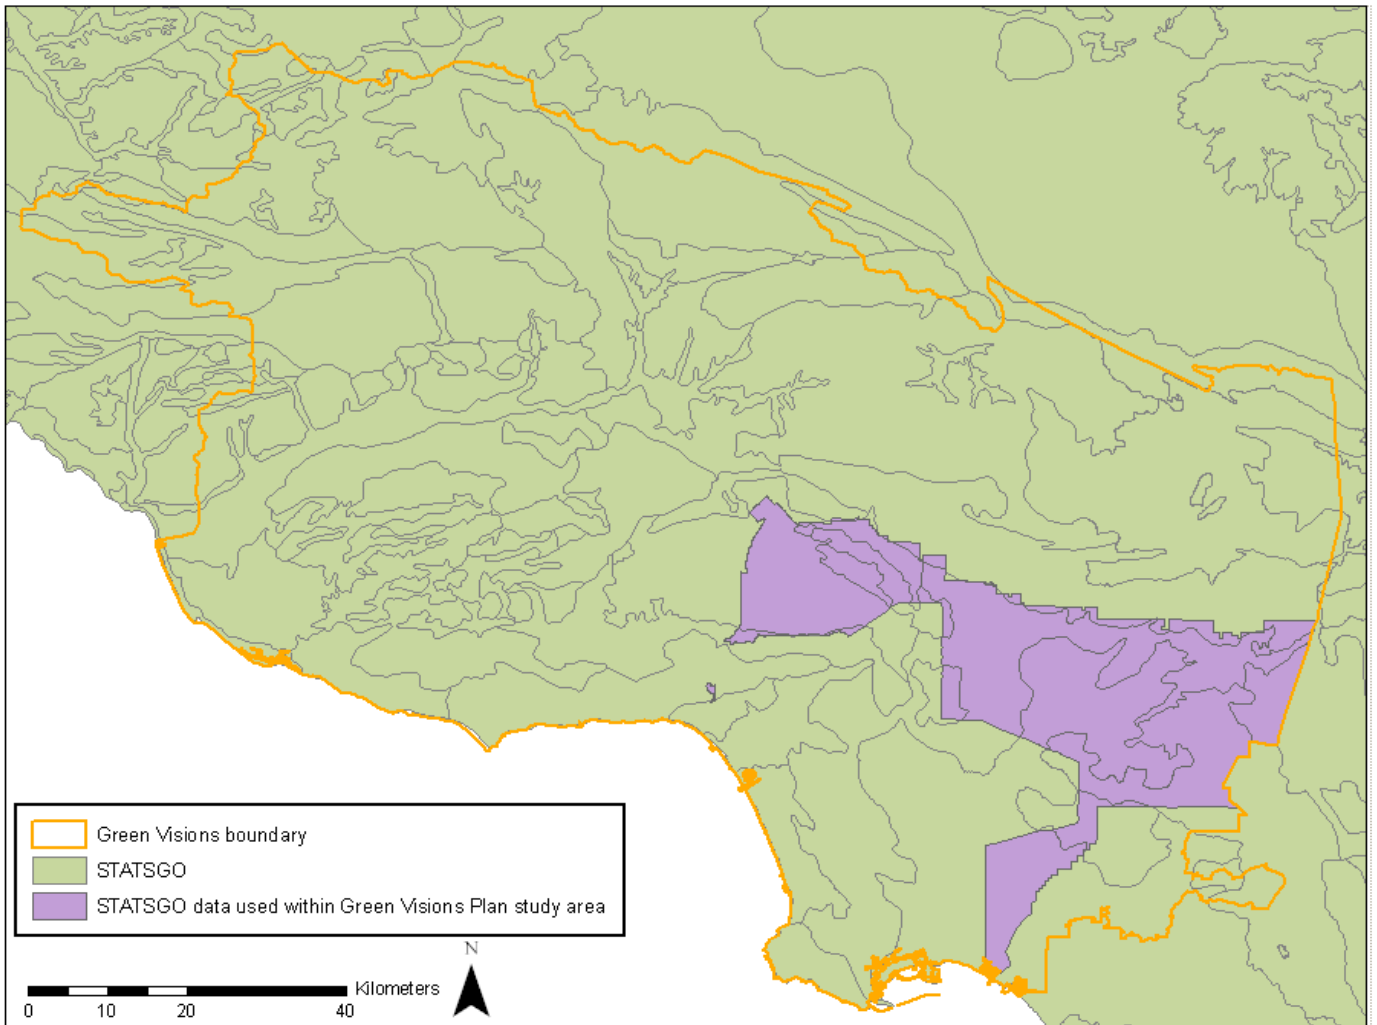 Green Visions boundary
STATSGO
STATSGO data used within Green Visions Plan study area
N
Kilometers
0 10 20 40